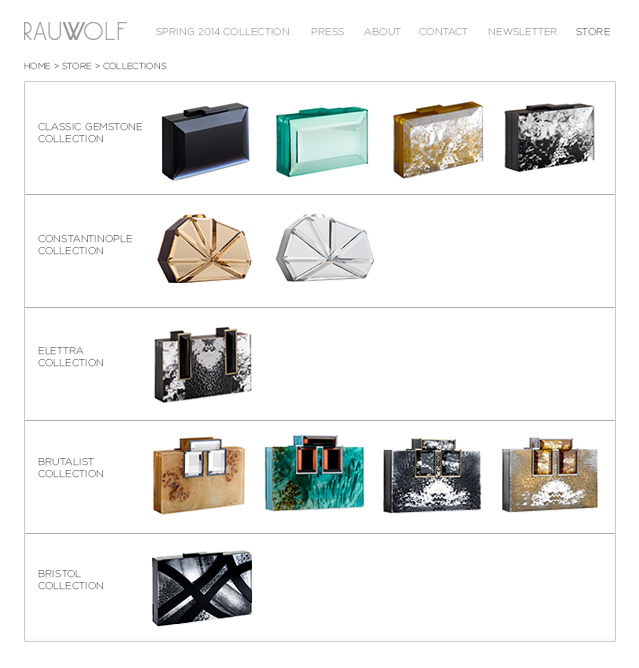 RAUWOLF
SPRING 2014 COLLECTION PRESS ABOUT CONTACT NEWSLETTER STORE
HOME > STORE > COLLECTIONS
CLASSIC GEMSTONE
COLLECTION
CONSTANTINOPLE
COLLECTION
ELETTRA
COLLECTION
BRUTALIST
COLLECTION
BRISTOL
COLLECTION